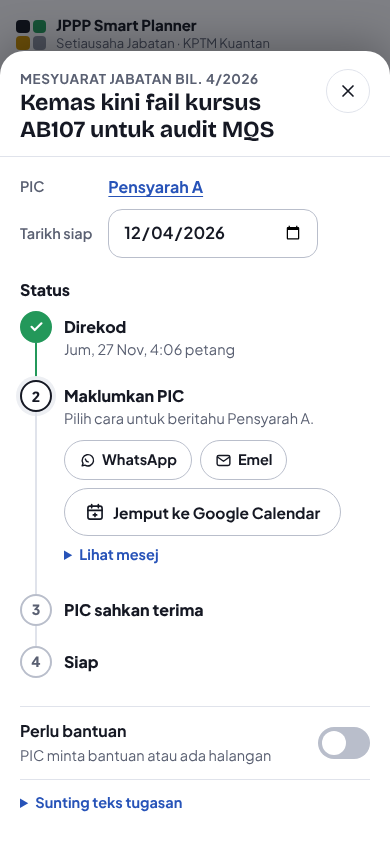 JPPP Smart Planner
Setiausaha Jabatan · KPTM Kuantan
MESYUARAT JABATAN BIL. 4/2026
Kemas kini fail kursus
AB107 untuk audit MQS
PIC
Pensyarah A
Tarikh siap
12/04/2026
Status
Direkod
Jum, 27 Nov, 4:06 petang
2
Maklumkan PIC
Pilih cara untuk beritahu Pensyarah A.
WhatsApp
Emel
Jemput ke Google Calendar
Lihat mesej
3
PIC sahkan terima
4
Siap
Perlu bantuan
PIC minta bantuan atau ada halangan
Sunting teks tugasan